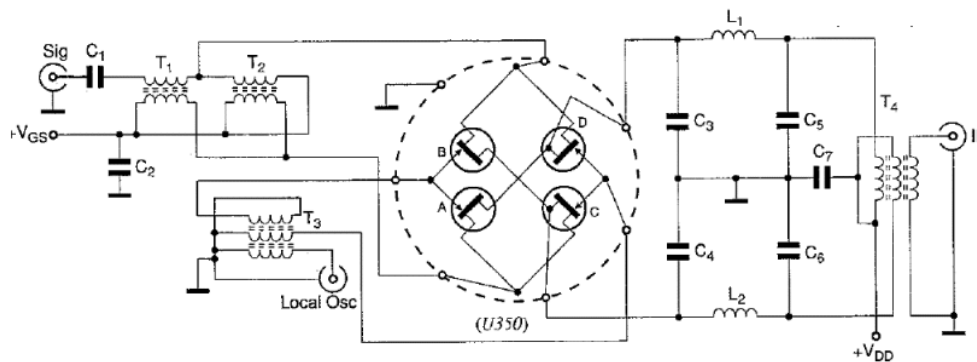 Sig
C1
T1
T2
L1
+VGS
C2
B
D
A
C
C3
C5
T4
C7
T3
C4
C6
Local Osc
(U350)
L2
+VDD